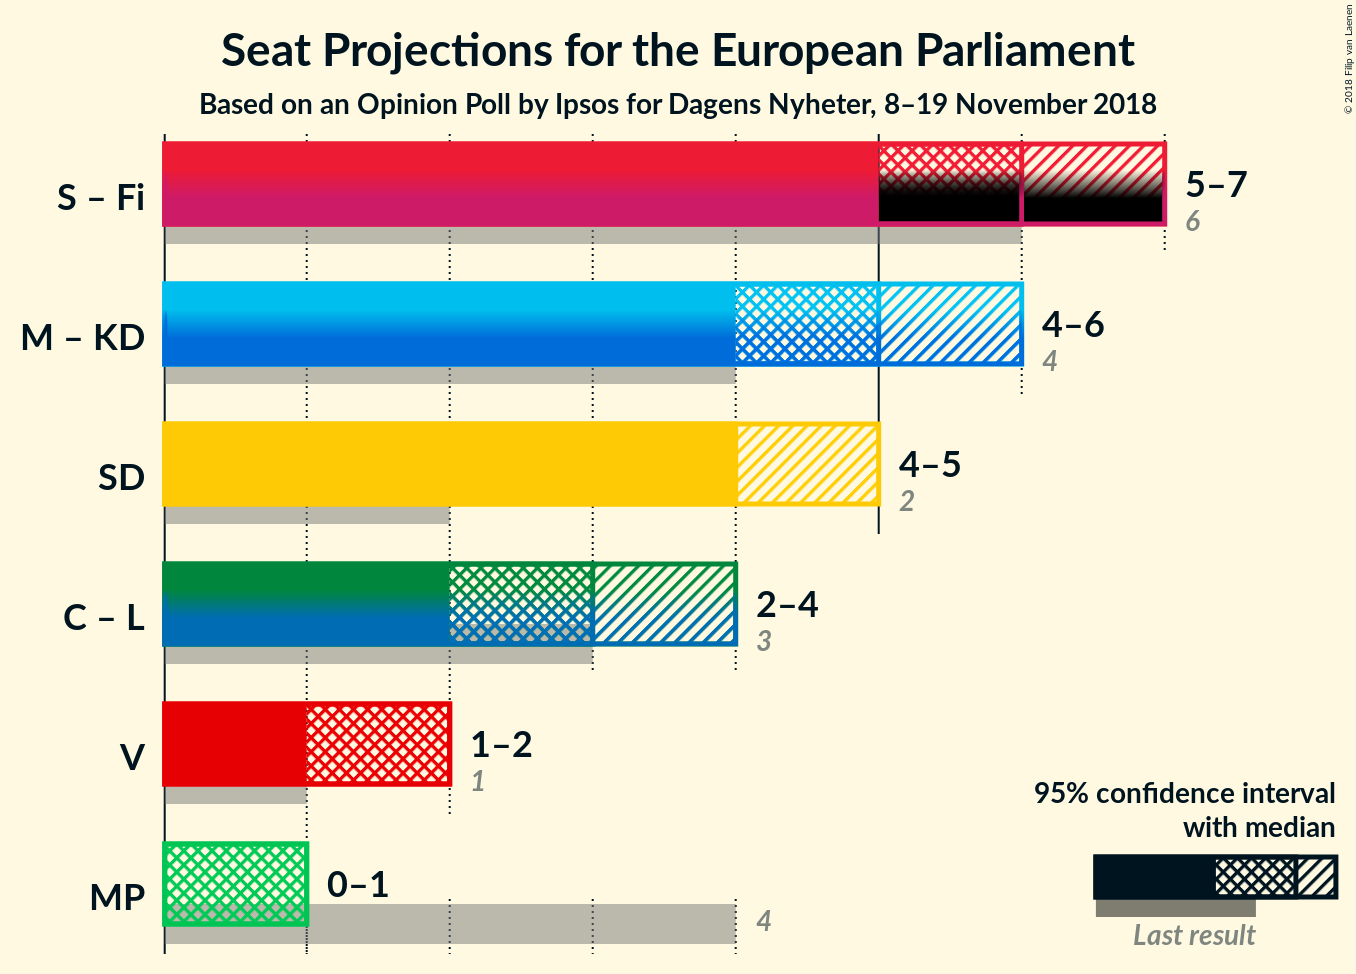 Seat Projections for the European Parliament
Based on an Opinion Poll by Ipsos for Dagens Nyheter, 8–19 November 2018
© 2018 Filip van Laenen
S – Fi
5–7
6
M – KD
4–6
4
SD
4–5
2
C – L
2–4
3
V
1–2
1
MP
0–1
4
95% confidence interval
with median
Last result